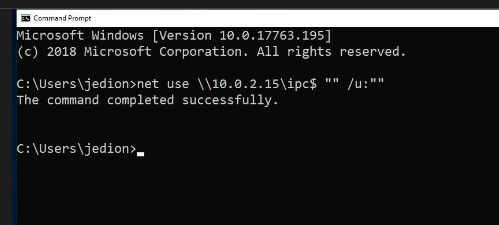 Command Prompt
Microsoft Windows [Version 10.0.17763.195]
(c) 2018 Microsoft Corporation. All rights reserved.
C:\Users\jedion>net use \\10.0.2.15\ipc$ "" /u:""
The command completed successfully.
C:\Users\jedion>